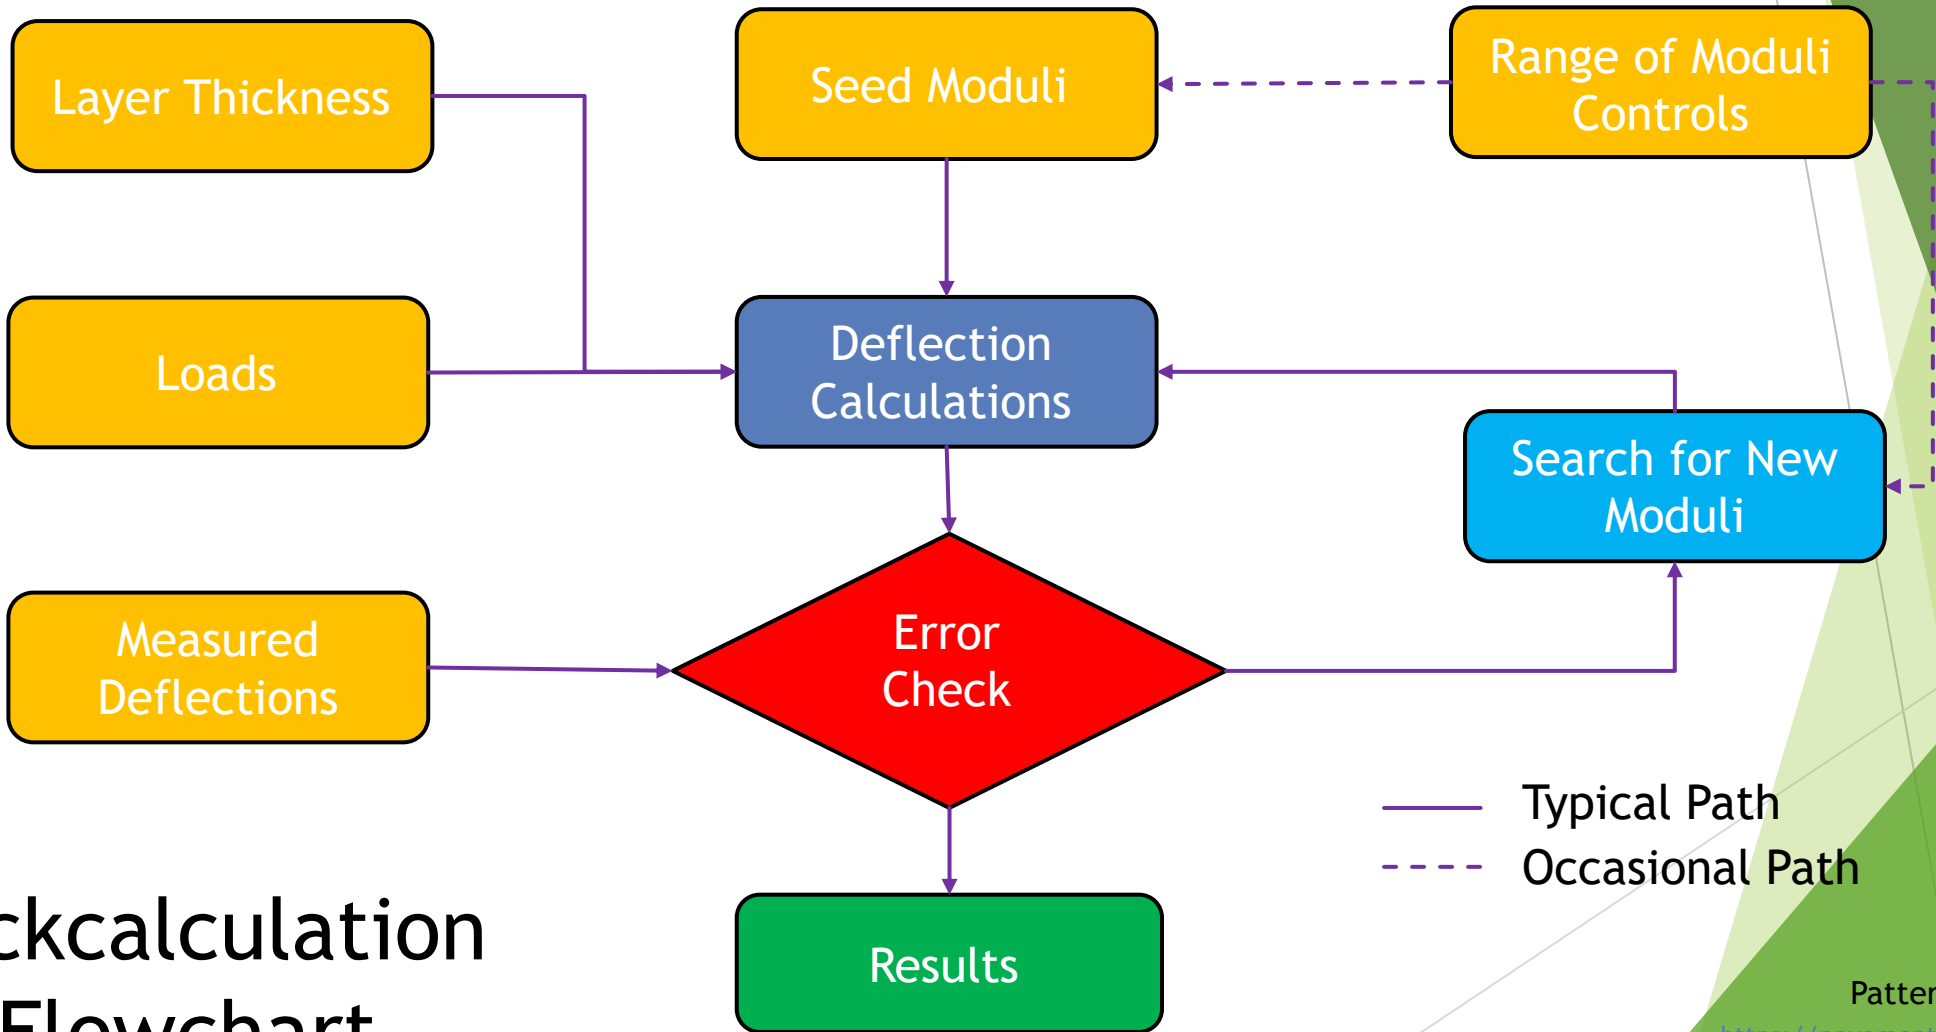 Layer Thickness
Seed Moduli
Range of Moduli
Controls
Loads
Deflection
Calculations
Search for New
Moduli
Measured
Deflections
Error
Check
Typical Path
Occasional Path
ckcalculation
Flowchart
Results
Patter